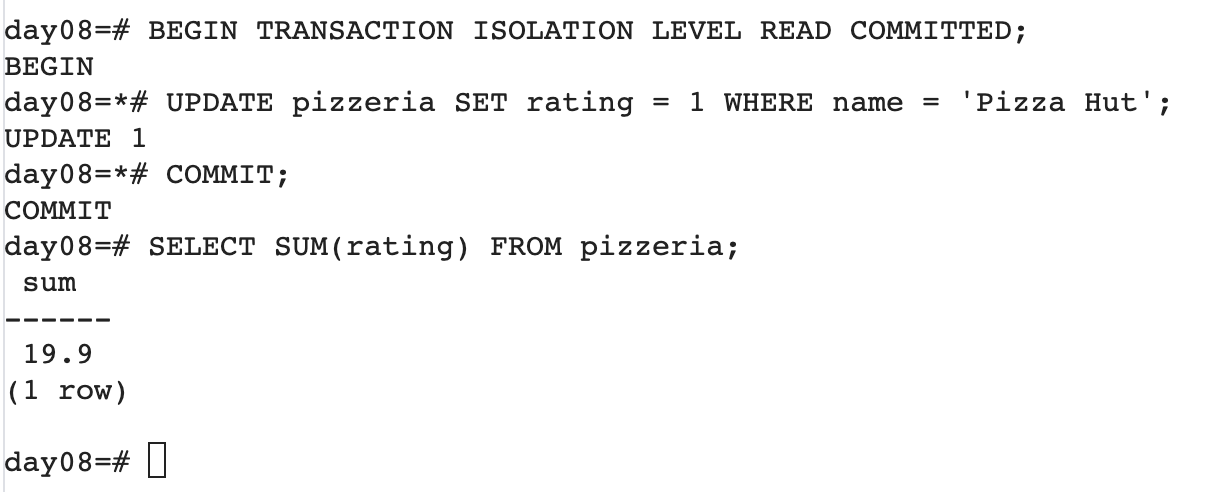 day08=# BEGIN TRANSACTION ISOLATION LEVEL READ COMMITTED;
BEGIN
day08=*# UPDATE pizzeria SET rating = 1 WHERE name = 'Pizza Hut';
UPDATE 1
day08=*# COMMIT;
COMMIT
day08=# SELECT SUM(rating) FROM pizzeria;
 sum
------
 19.9
(1 row)
day08=#